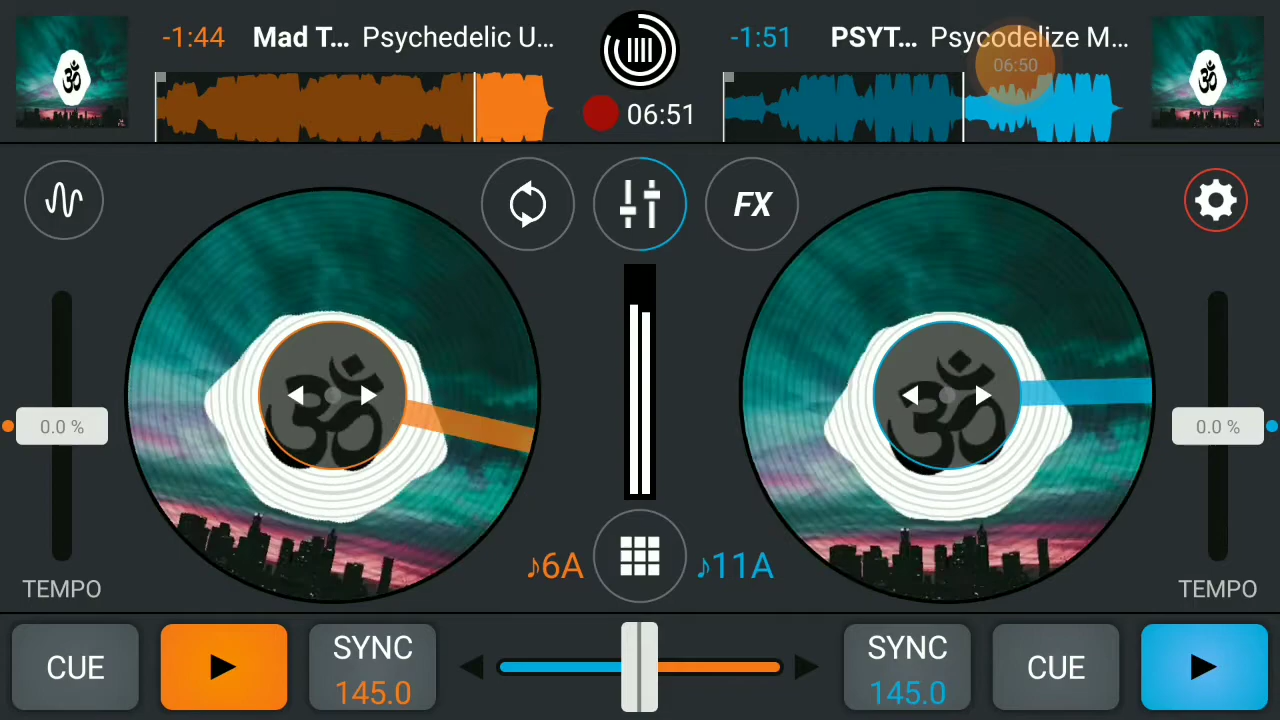 -1:44 Mad T... Psychedelic U...
06:51
-1:51 PSYT... Psycodelize M...
06:50
ॐ
ॐ
FX
0.0 %
TEMPO
ॐ
ॐ
0.0 %
TEMPO
♪6A
♪11A
CUE
SYNC
145.0
SYNC
145.0
CUE